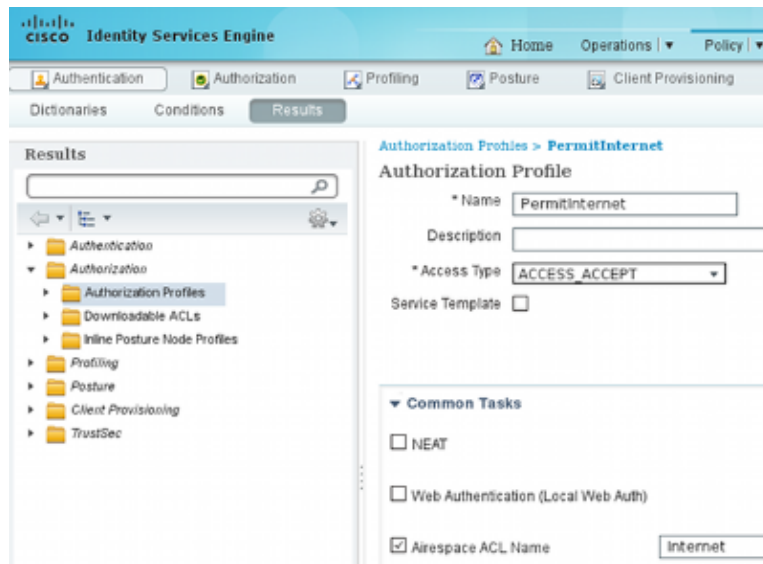 cisco Identity Services Engine
Home Operations Policy
Authentication Authorization Profiling Posture Client Provisioning
Dictionaries Conditions Results
Results
Authentication
Authorization
Authorization Profiles
Downloadable ACLs
Inline Posture Node Profiles
Profiling
Posture
Client Provisioning
TrustSec
Authorization Profiles > PermitInternet
Authorization Profile
* Name PermitInternet
Description
* Access Type ACCESS_ACCEPT
Service Template
Common Tasks
NEAT
Web Authentication (Local Web Auth)
Airespace ACL Name Internet